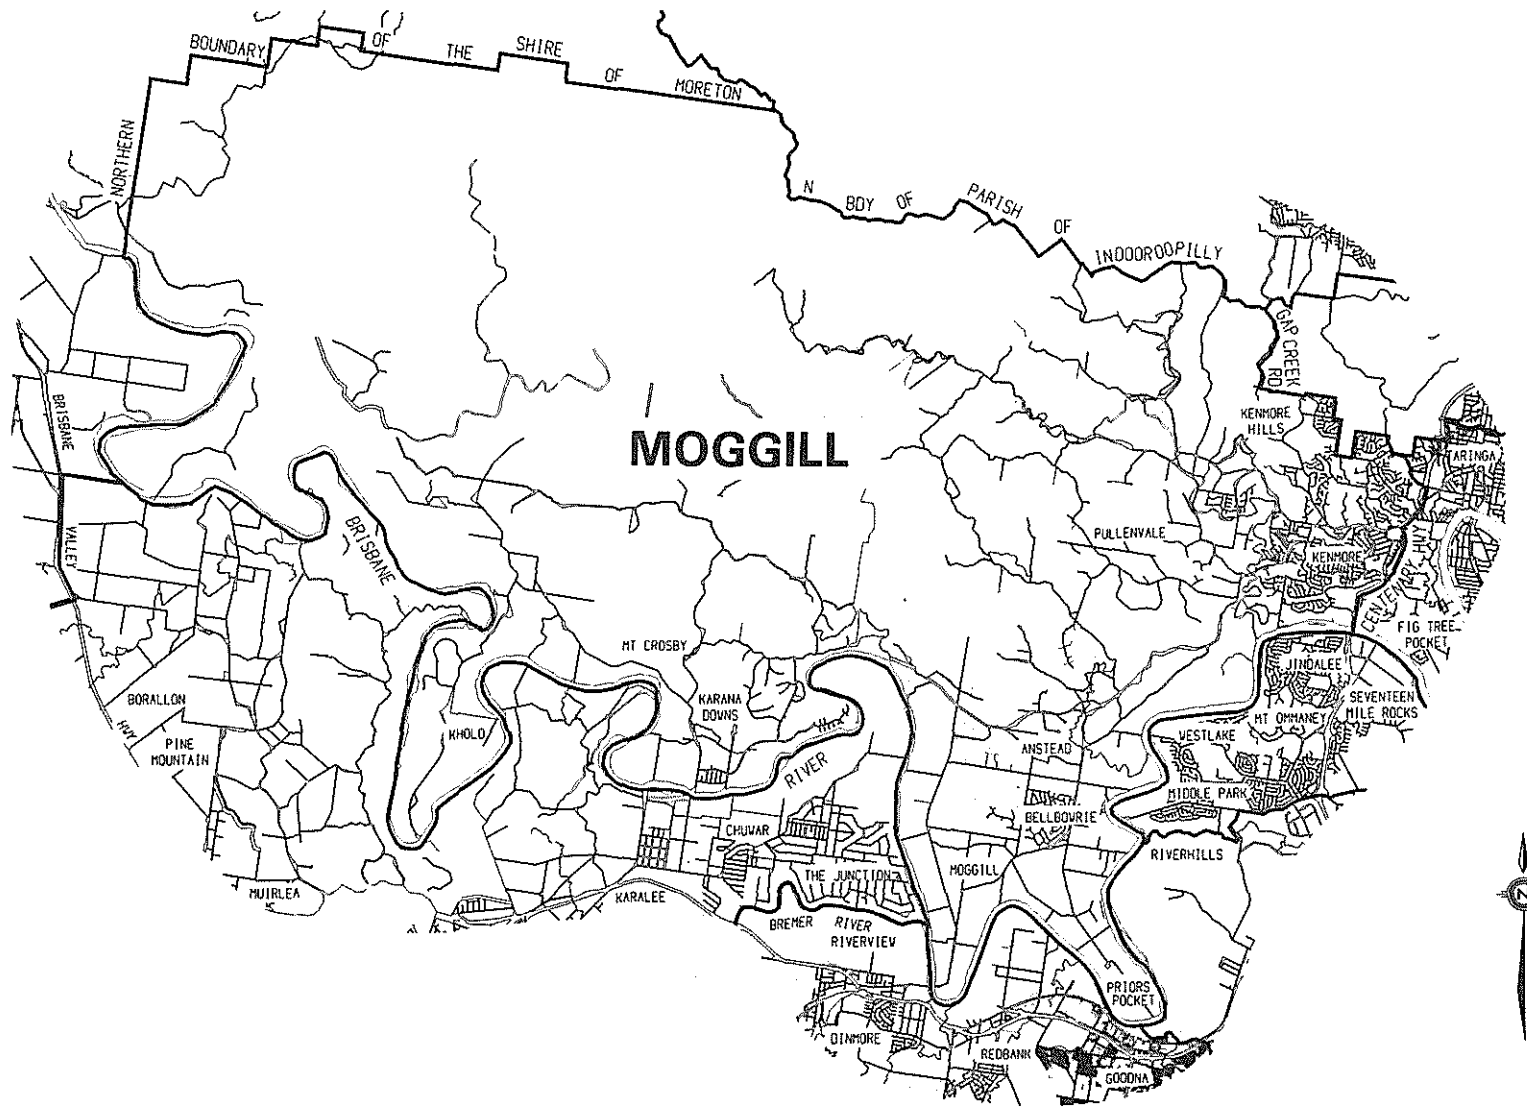 BOUNDARY OF THE SHIRE OF MORETON
NORTHERN
N BDY OF PARISH OF INDOOROOPILLY
GAP CREEK
RD
KENMORE
HILLS
TARINGA
BRISBANE
VALLEY
HWY
MOGGILL
BRISBANE
RIVER
PULLENVALE
KENMORE
CENTENARY HWY
FIG TREE
POCKET
MT CROSBY
JINDALEE
SEVENTEEN
MILE ROCKS
BORALLON
KARANA
DOWNS
MT OMMANEY
PINE
MOUNTAIN
KHOLO
ANSTEAD
WESTLAKE
MIDDLE PARK
BELLBOWRIE
CHUWAR
RIVERHILLS
THE JUNCTION
MOGGILL
MUIRLEA
KARALEE
BREMER RIVER
RIVERVIEW
PRIORS
POCKET
DINMORE
REDBANK
GOODNA
Z